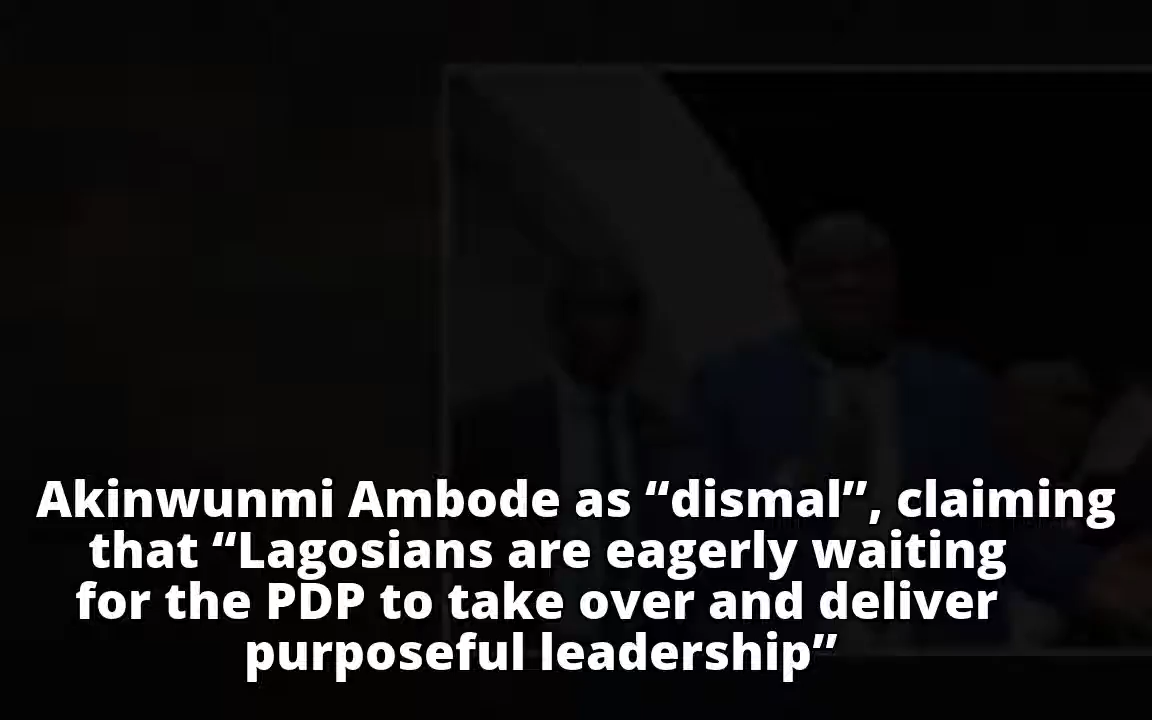 Akinwunmi Ambode as “dismal”, claiming
that “Lagosians are eagerly waiting
for the PDP to take over and deliver
purposeful leadership”